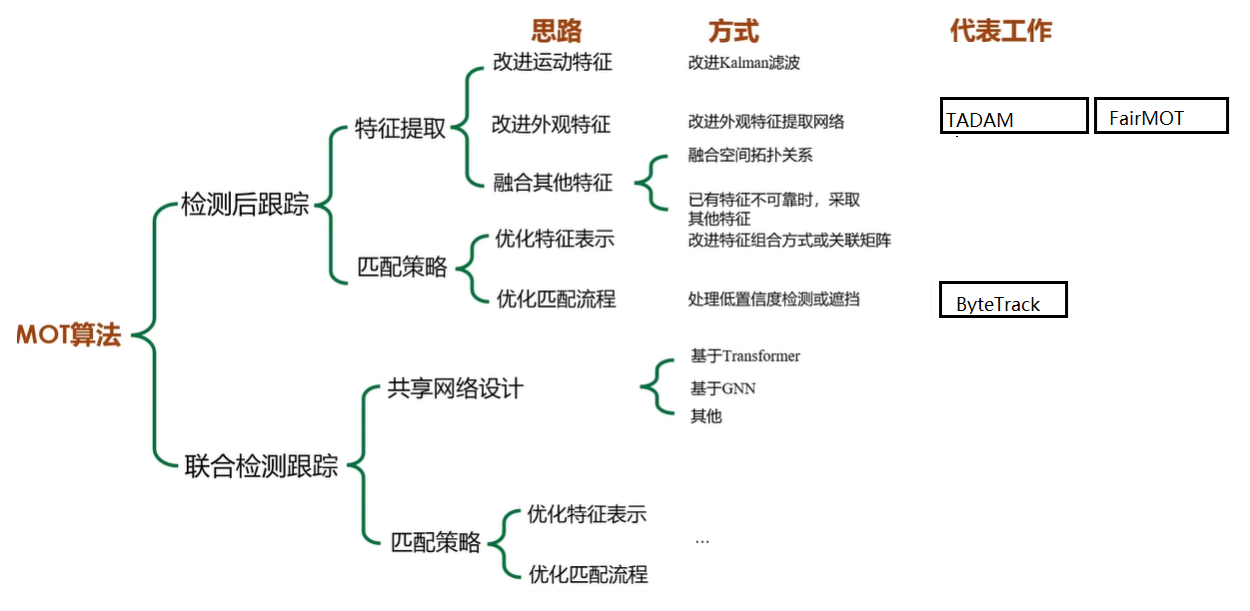 思路
方式
代表工作
改进运动特征
改进Kalman滤波
特征提取
改进外观特征
改进外观特征提取网络
TADAM
FairMOT
融合其他特征
融合空间拓扑关系
已有特征不可靠时，采取
其他特征
检测后跟踪
匹配策略
优化特征表示
改进特征组合方式或关联矩阵
优化匹配流程
处理低置信度检测或遮挡
ByteTrack
MOT算法
共享网络设计
基于Transformer
基于GNN
其他
联合检测跟踪
匹配策略
优化特征表示
...
优化匹配流程